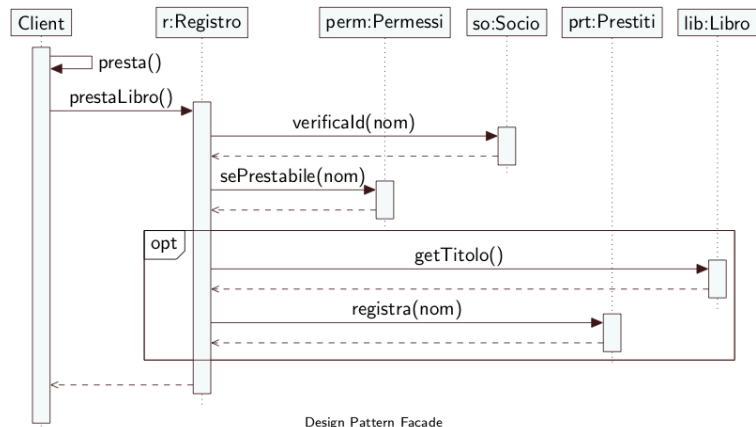 Client
r:Registro
perm:Permessi
so:Socio
prt:Prestiti
lib:Libro
presta()
prestaLibro()
verificaId(nom)
sePrestabile(nom)
opt
getTitolo()
registra(nom)
Design Pattern Facade